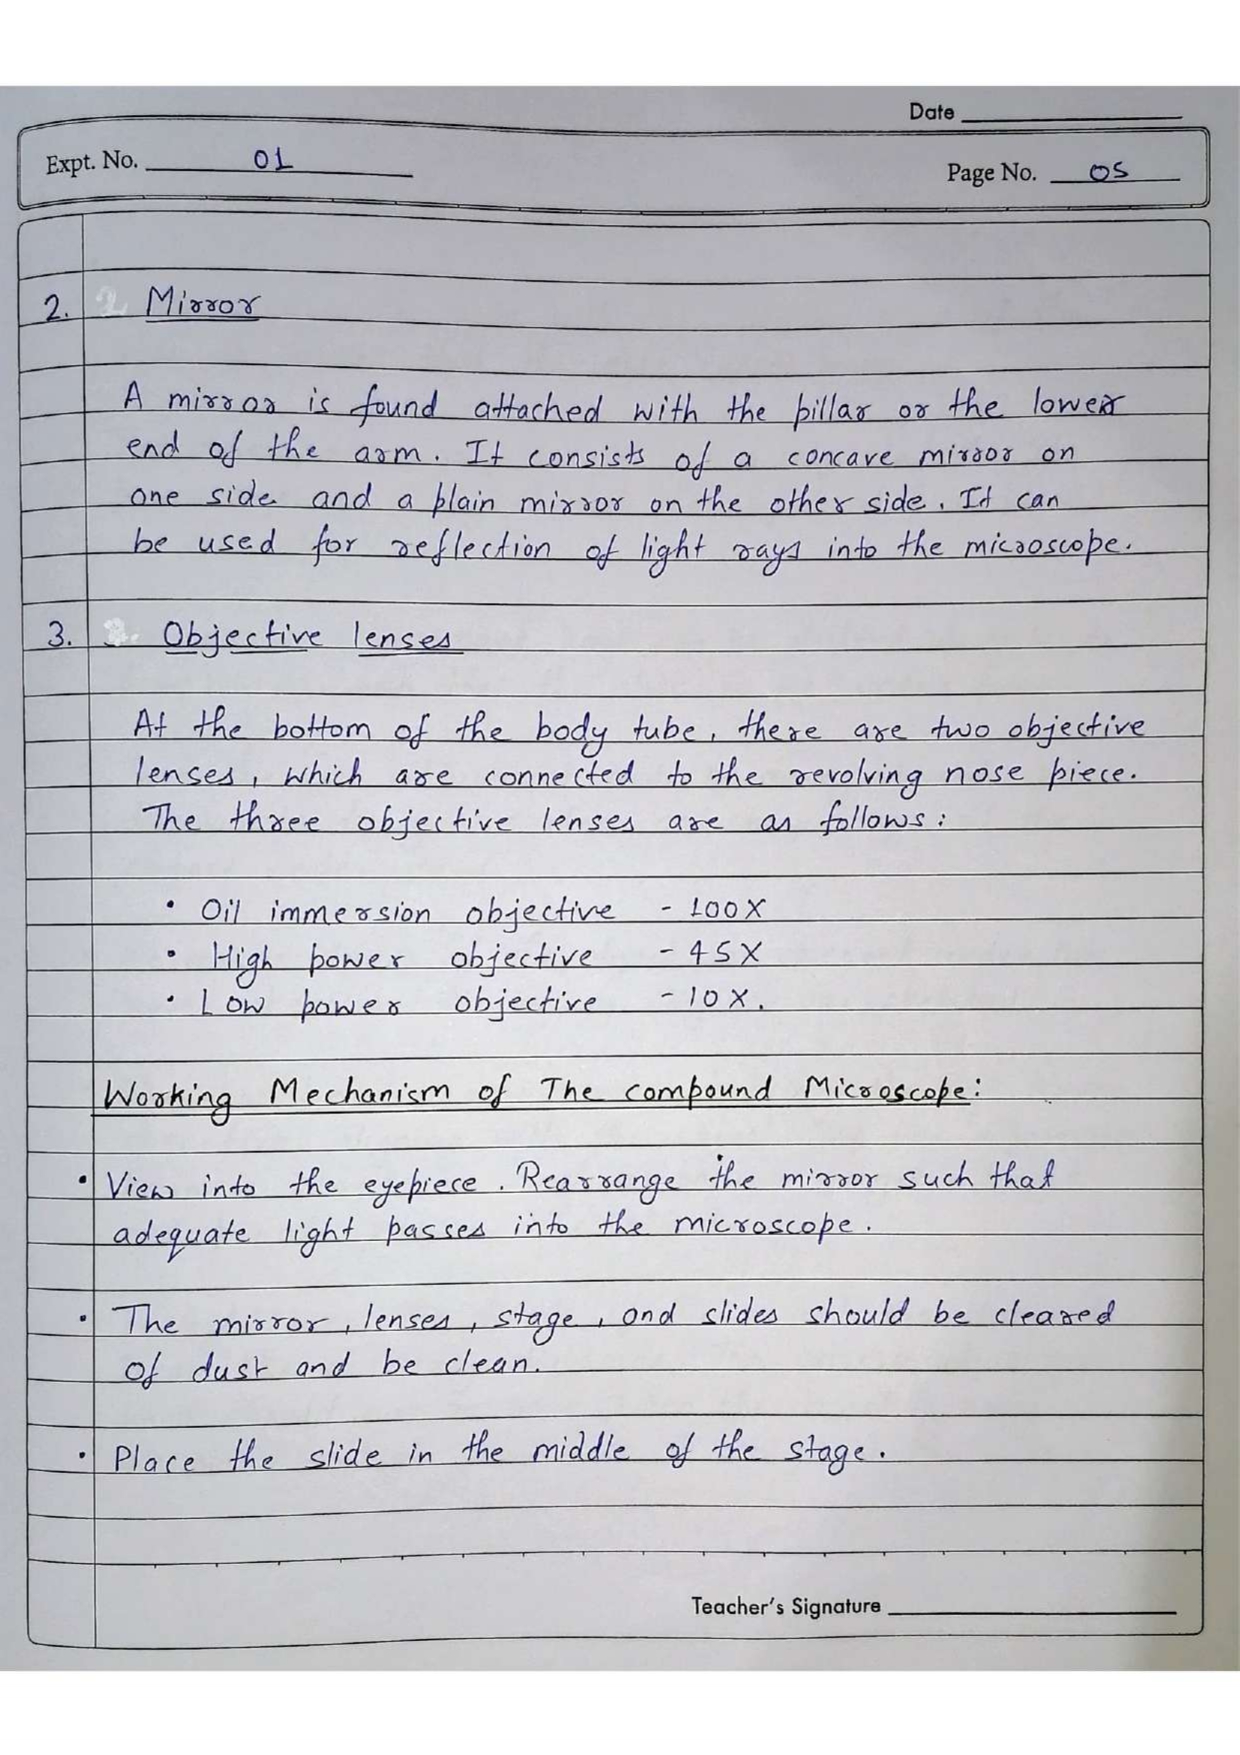 Date
Expt. No. 01
Page No. 05
2. Mirror
A mirror is found attached with the pillar or the lower
end of the arm. It consists of a concave mirror on
one side and a plain mirror on the other side. It can
be used for reflection of light rays into the microscope.
3. Objective lenses
At the bottom of the body tube, there are two objective
lenses, which are connected to the revolving nose piece.
The three objective lenses are as follows:
• Oil immersion objective - 100X
• High power objective - 45X
• Low power objective - 10X.
Working Mechanism of The compound Microscope:
• View into the eyepiece. Rearrange the mirror such that
adequate light passes into the microscope.
• The mirror, lenses, stage, and slides should be cleared
of dust and be clean.
• Place the slide in the middle of the stage.
Teacher's Signature